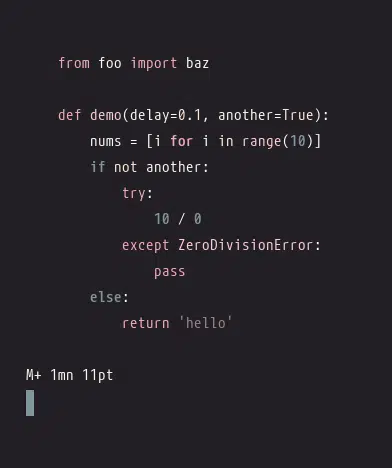 from foo import baz
def demo(delay=0.1, another=True):
    nums = [i for i in range(10)]
    if not another:
        try:
            10 / 0
        except ZeroDivisionError:
            pass
    else:
        return 'hello'
M+ 1mn 11pt